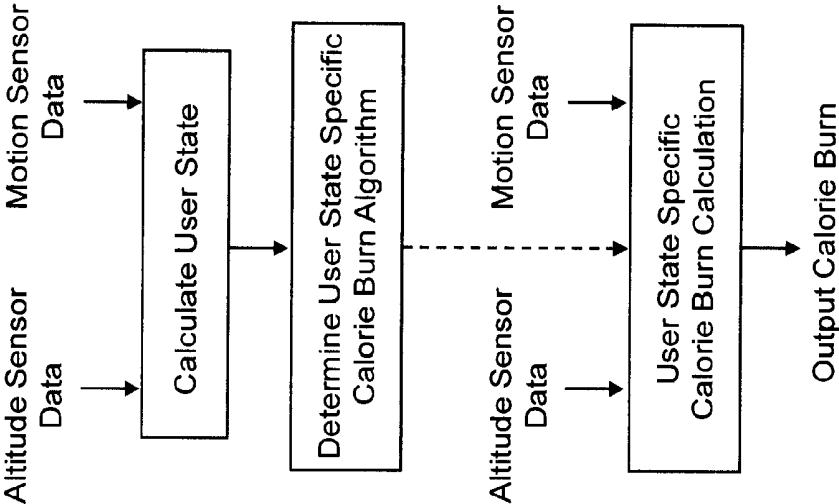 Altitude Sensor
Data
Motion Sensor
Data
Calculate User State
Determine User State Specific
Calorie Burn Algorithm
Altitude Sensor
Data
Motion Sensor
Data
User State Specific
Calorie Burn Calculation
Output Calorie Burn